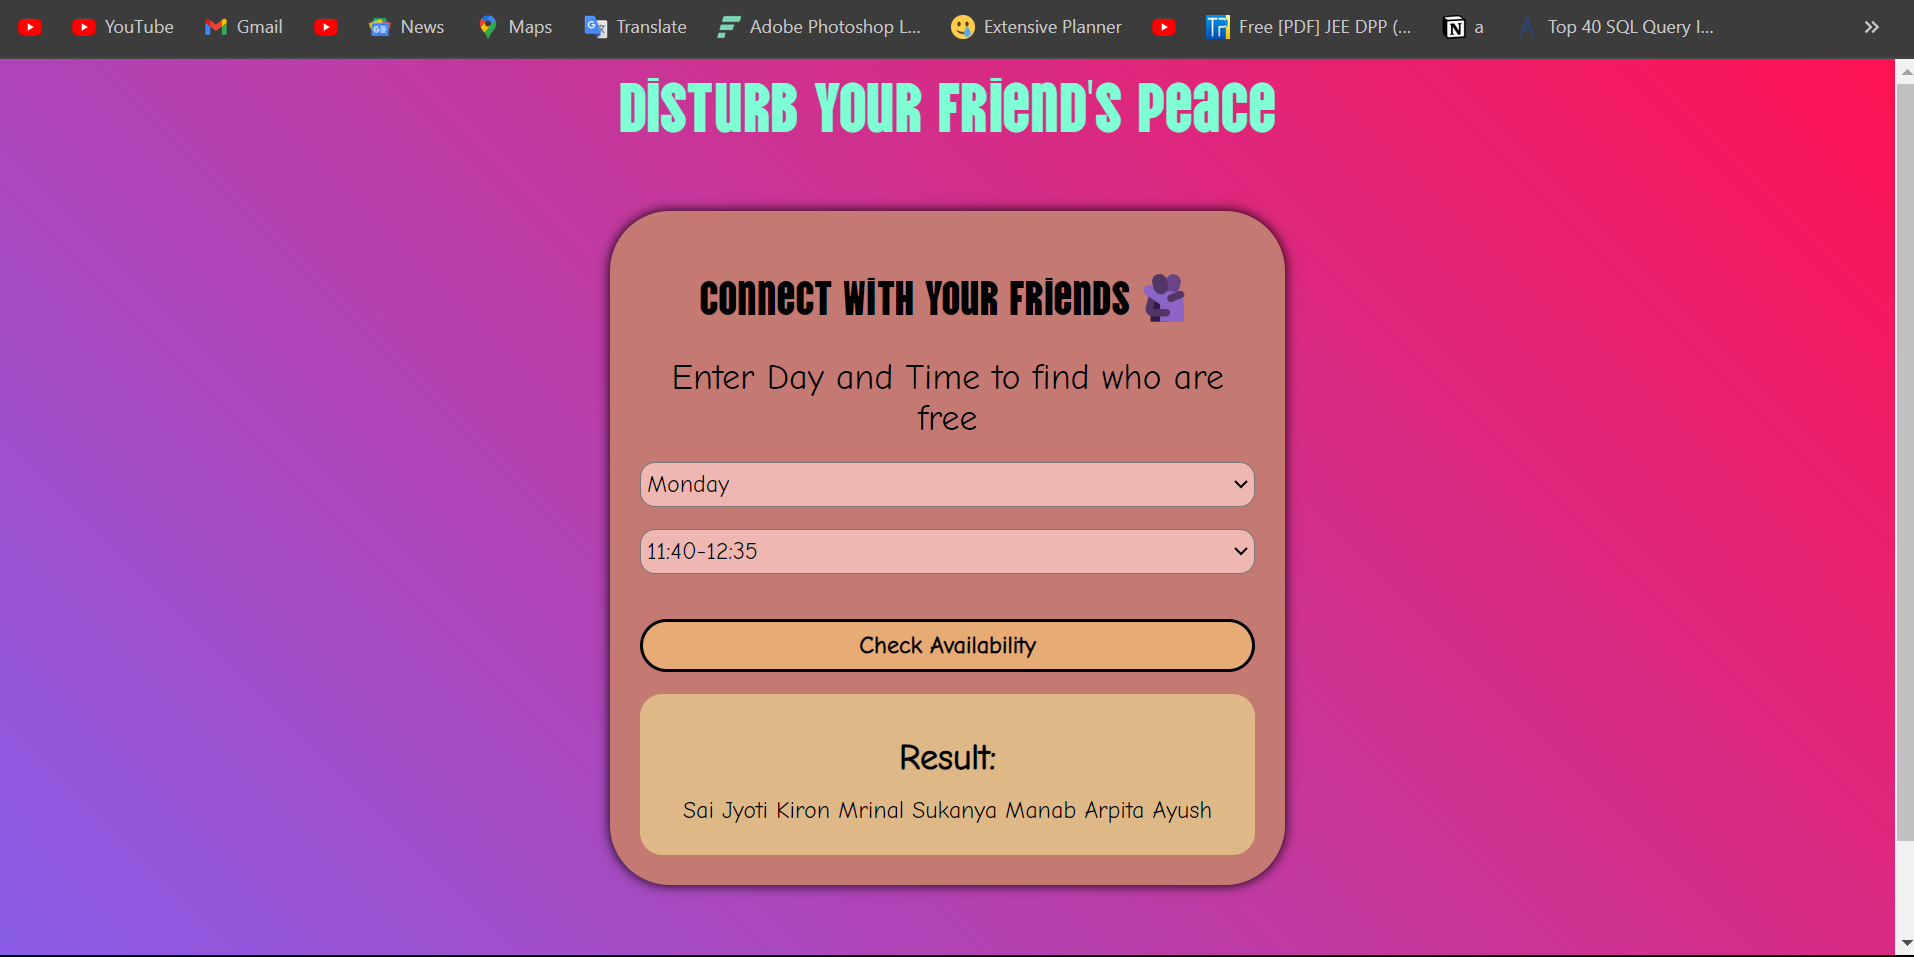 YouTube Gmail News Maps Translate Adobe Photoshop L... Extensive Planner Free [PDF] JEE DPP (... a Top 40 SQL Query I...
DISTURB YOUR FRIEND'S PEACE
CONNECT WITH YOUR FRIENDS
Enter Day and Time to find who are
free
Monday
11:40-12:35
Check Availability
Result:
Sai Jyoti Kiron Mrinal Sukanya Manab Arpita Ayush